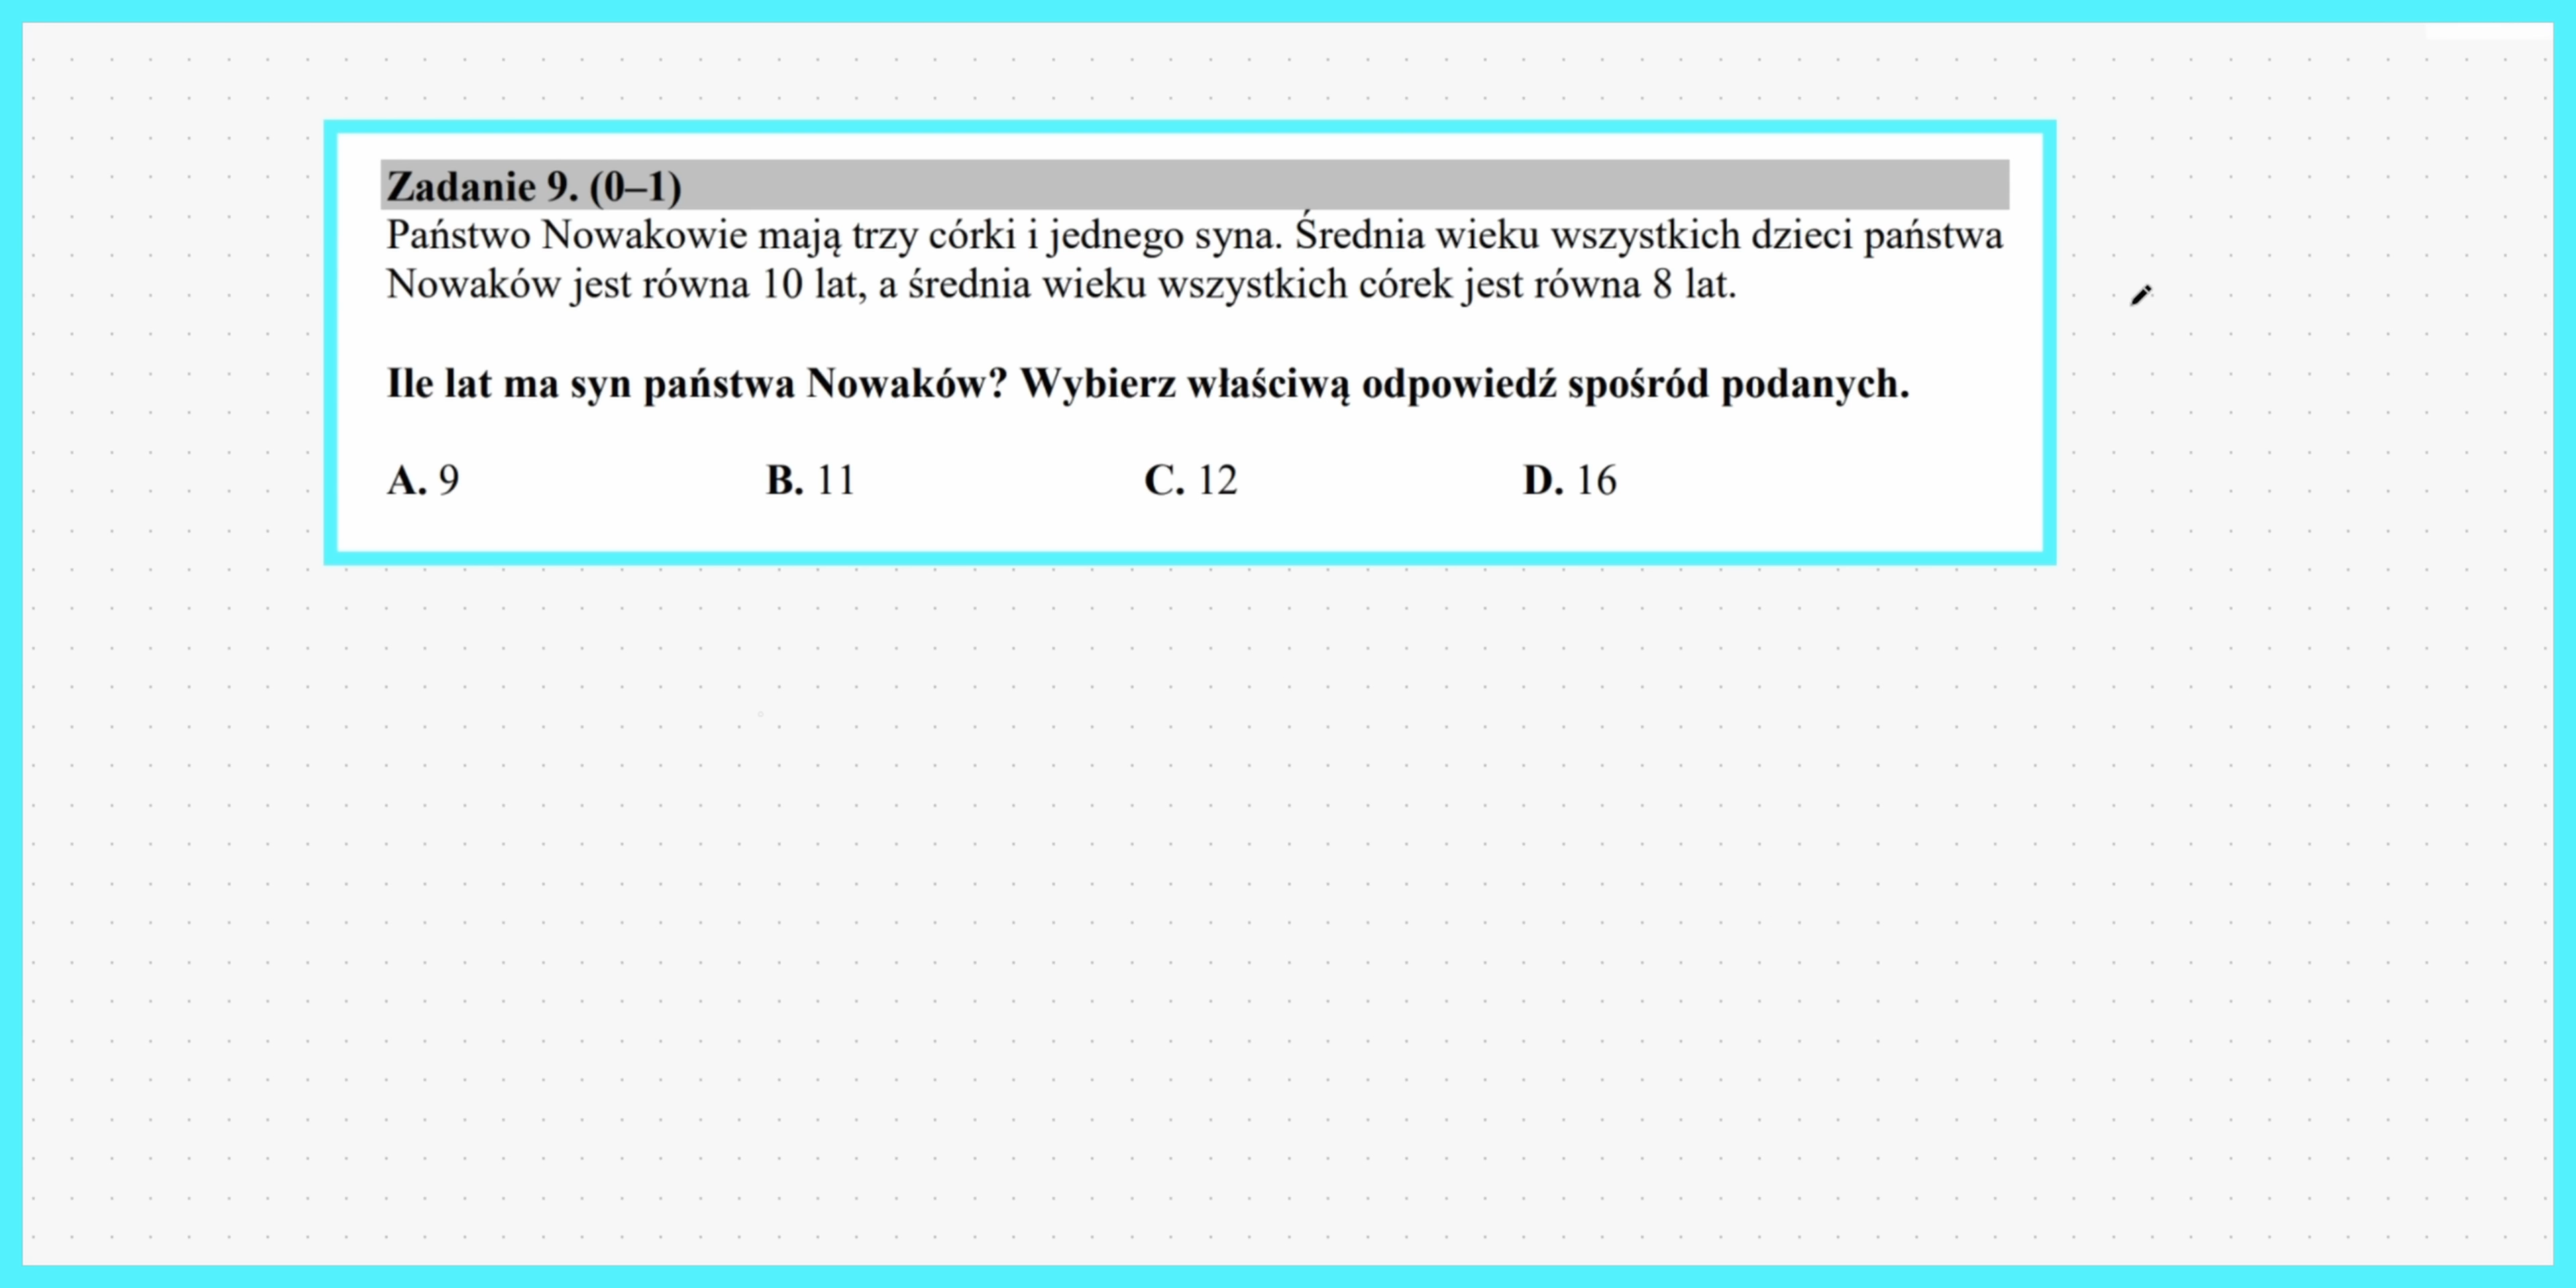 Zadanie 9. (0–1)
Państwo Nowakowie mają trzy córki i jednego syna. Średnia wieku wszystkich dzieci państwa
Nowaków jest równa 10 lat, a średnia wieku wszystkich córek jest równa 8 lat.
Ile lat ma syn państwa Nowaków? Wybierz właściwą odpowiedź spośród podanych.
A. 9 B. 11 C. 12 D. 16